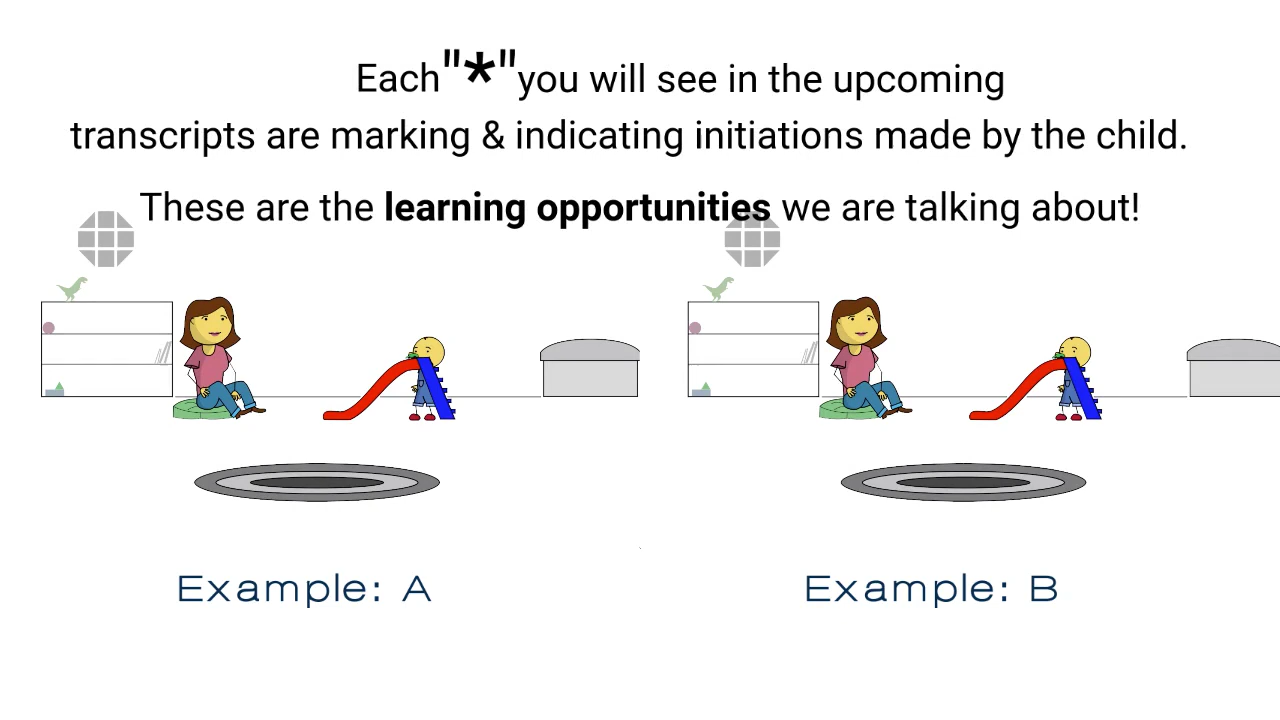 Each "*" you will see in the upcoming
transcripts are marking & indicating initiations made by the child.
These are the learning opportunities we are talking about!
Example: A
Example: B